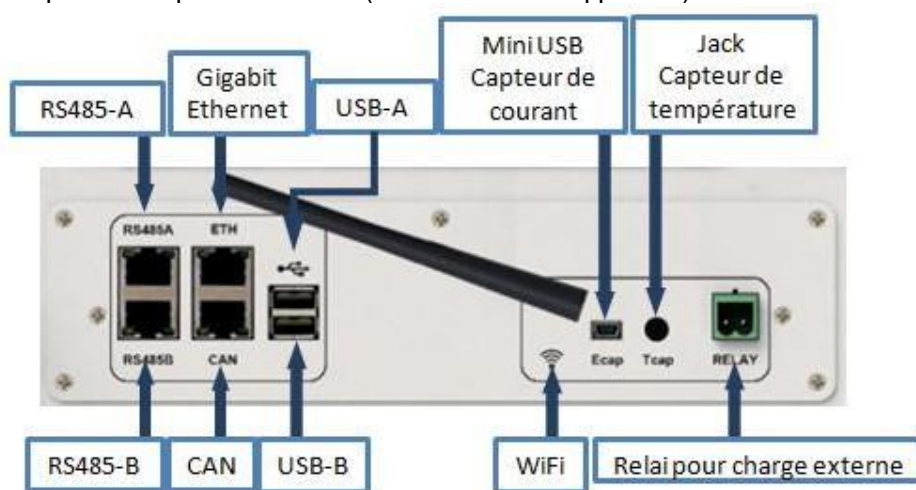 Mini USB
Capteur de
courant
Jack
Capteur de
température
Gigabit
Ethernet
RS485-A
USB-A
RS485A
ETH
RS485B
CAN
Ecap
Tcap
RELAY
RS485-B
CAN
USB-B
WiFi
Relai pour charge externe